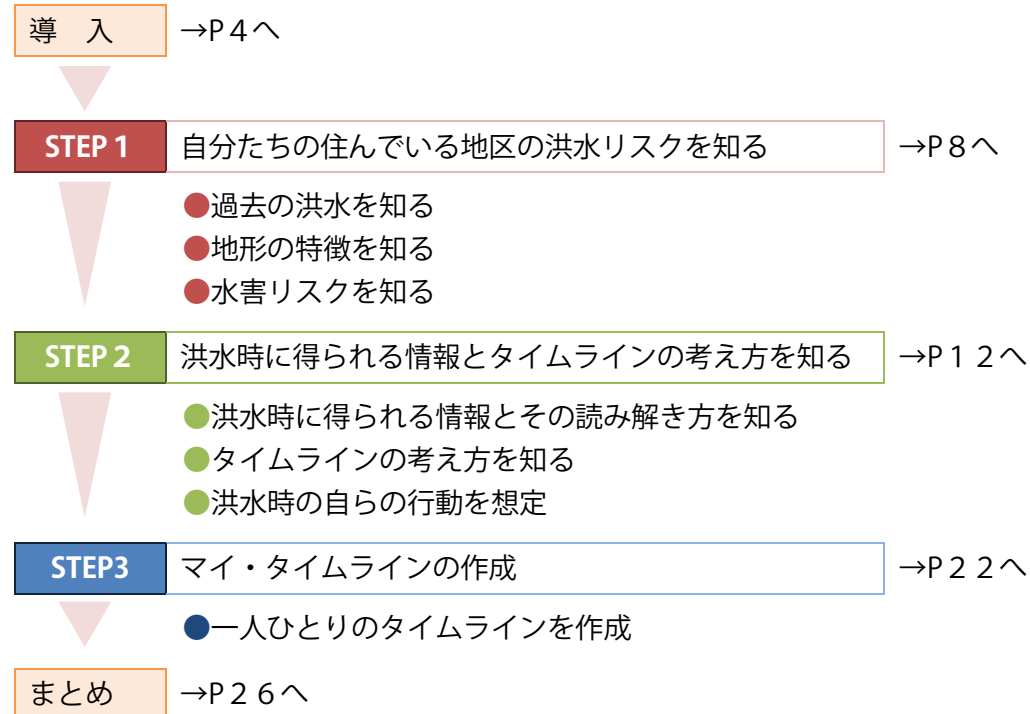 導　入 →P４へ
STEP１ 自分たちの住んでいる地区の洪水リスクを知る →P８へ
●過去の洪水を知る
●地形の特徴を知る
●水害リスクを知る
STEP２ 洪水時に得られる情報とタイムラインの考え方を知る →P１２へ
●洪水時に得られる情報とその読み解き方を知る
●タイムラインの考え方を知る
●洪水時の自らの行動を想定
STEP3 マイ・タイムラインの作成 →P２２へ
●一人ひとりのタイムラインを作成
まとめ →P２６へ